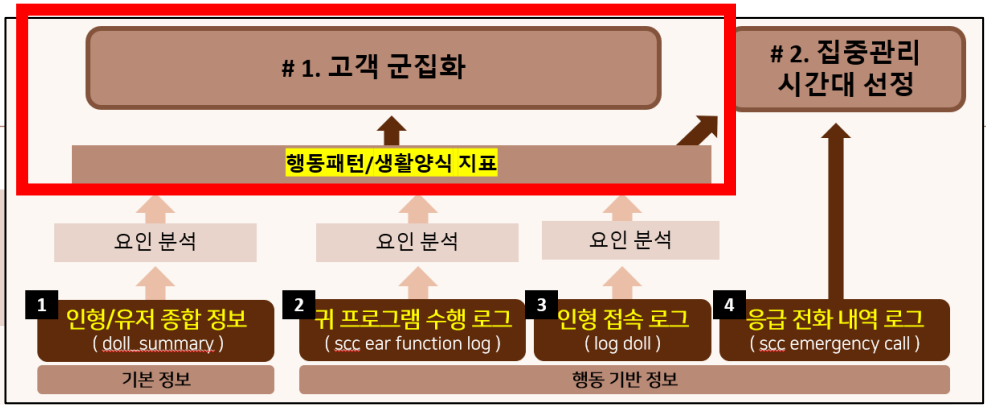 # 1. 고객 군집화
# 2. 집중관리
시간대 선정
행동패턴/생활양식 지표
요인 분석
요인 분석
요인 분석
1
인형/유저 종합 정보
( doll_summary )
2
귀 프로그램 수행 로그
( scc ear function log )
3
인형 접속 로그
( log doll )
4
응급 전화 내역 로그
( scc emergency call )
기본 정보
행동 기반 정보